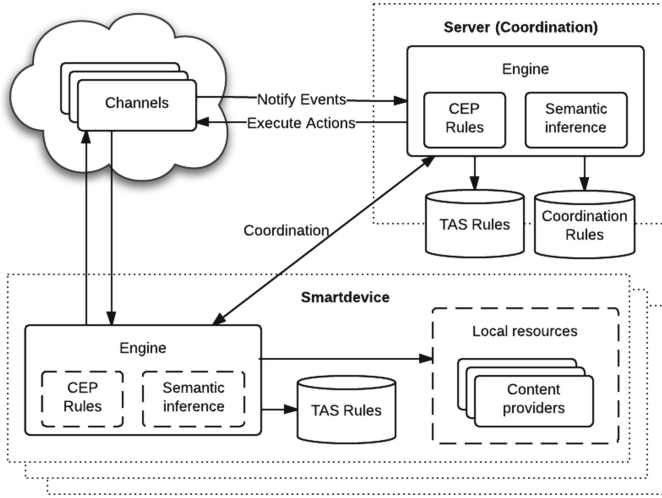 Server (Coordination)
Engine
CEP
Rules
Semantic
inference
Channels
Notify Events
Execute Actions
TAS Rules
Coordination
Rules
Coordination
Smartdevice
Engine
CEP
Rules
Semantic
inference
TAS Rules
Local resources
Content
providers